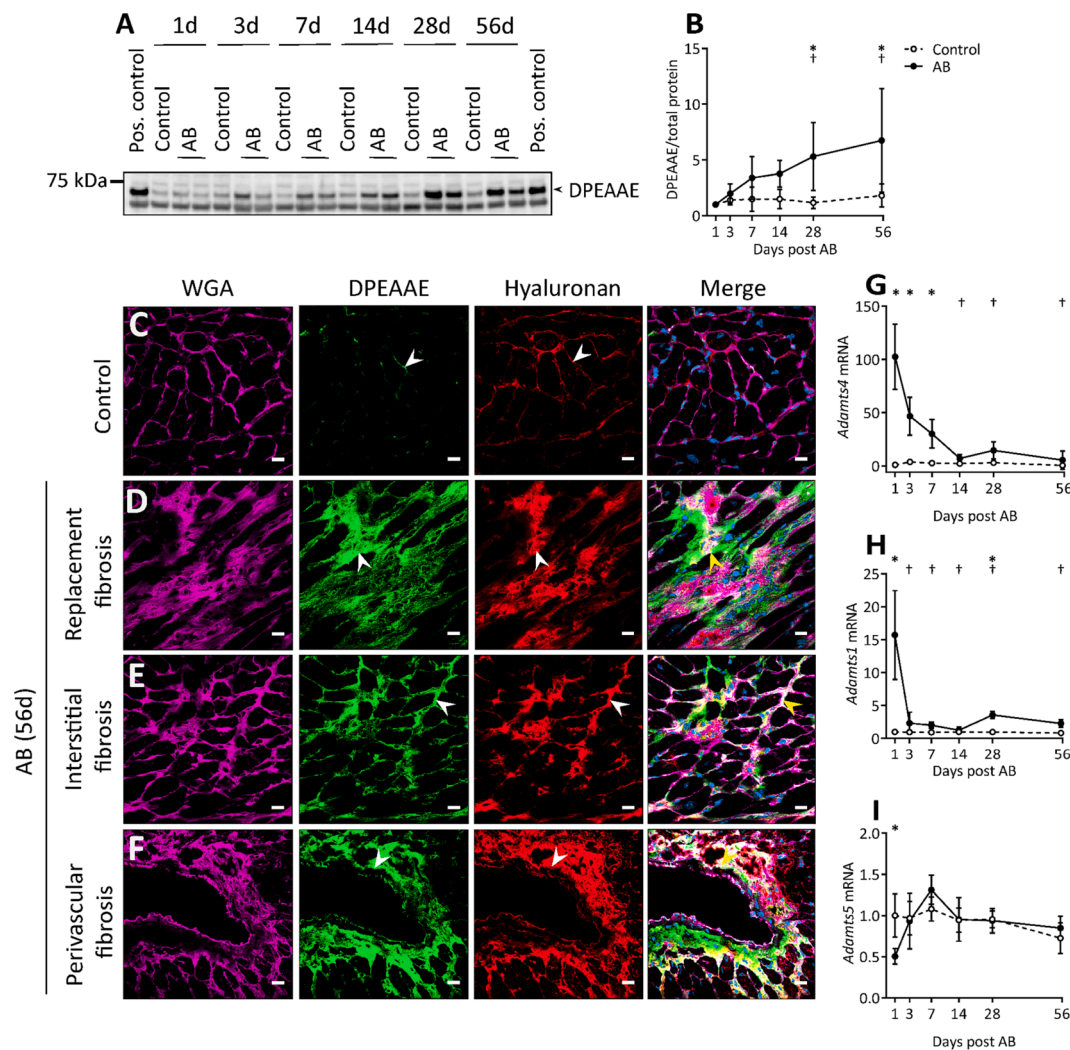 A
1d 3d 7d 14d 28d 56d
Pos. control Control AB Control AB Control AB Control AB Control AB Control AB Pos. control
75 kDa
DPEAAE
B
* *
† †
Control
AB
DPEAAE/total protein
15
10
5
0
1 3 7 14 28 56
Days post AB
WGA DPEAAE Hyaluronan Merge
C
Control
AB (56d)
D
Replacement
fibrosis
E
Interstitial
fibrosis
F
Perivascular
fibrosis
G
* * * † † †
Adamts4 mRNA
150
100
50
0
1 3 7 14 28 56
Days post AB
H
* *
† † † † †
Adamts1 mRNA
25
20
15
10
5
0
1 3 7 14 28 56
Days post AB
I
*
Adamts5 mRNA
2.0
1.5
1.0
0.5
0.0
1 3 7 14 28 56
Days post AB